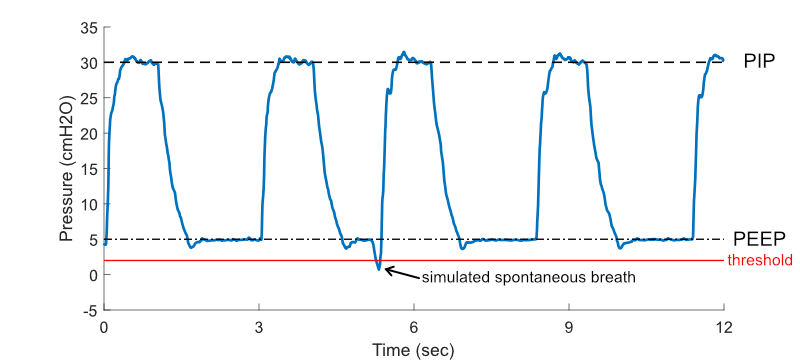 35
30
25
20
15
10
5
0
-5
Pressure (cmH2O)
PIP
PEEP
threshold
simulated spontaneous breath
0 3 6 9 12
Time (sec)